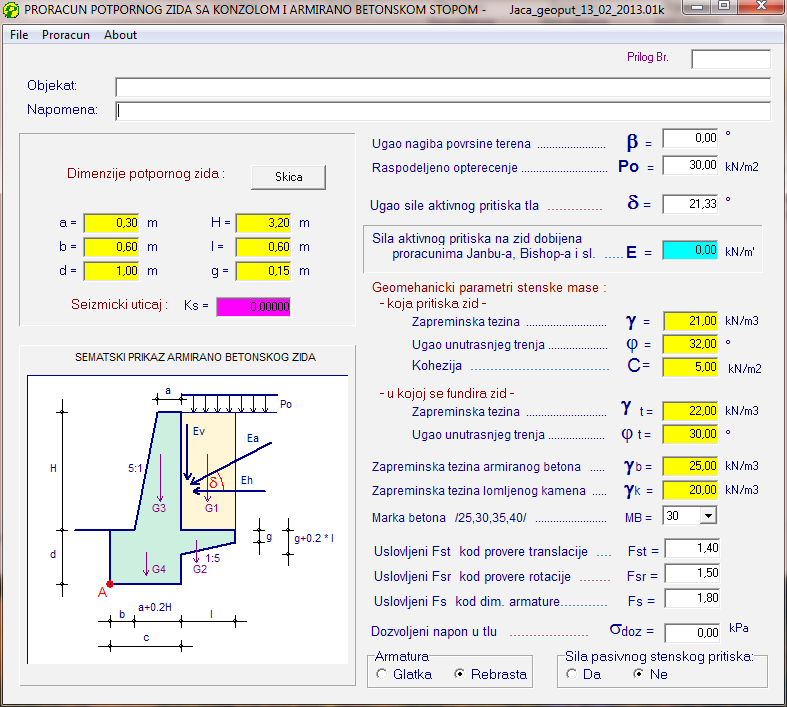 PRORACUN POTPORNOG ZIDA SA KONZOLOM I ARMIRANO BETONSKOM STOPOM - Jaca_geoput_13_02_2013.01k
File Proracun About
Prilog Br.
Objekat:
Napomena:
Dimenzije potpornog zida :
Skica
a = 0,30 m H = 3,20 m
b = 0,60 m l = 0,60 m
d = 1,00 m g = 0,15 m
Seizmicki uticaj : Ks = 0,00000
SEMATSKI PRIKAZ ARMIRANO BETONSKOG ZIDA
a
Po
Ev
Ea
H
5:1
δ
Eh
G3
G1
d
g
g+0.2 * l
1:5
G4
G2
A
a+0.2H
b
l
c
Ugao nagiba povrsine terena ..................... β = 0,00 °
Raspodeljeno opterecenje .......................... Po = 30,00 kN/m2
Ugao sile aktivnog pritiska tla ................. δ = 21,33 °
Sila aktivnog pritiska na zid dobijena
proracunima Janbu-a, Bishop-a i sl. ..... E = 0,00 kN/m'
Geomehanicki parametri stenske mase :
- koja pritiska zid -
Zapreminska tezina ........................ γ = 21,00 kN/m3
Ugao unutrasnjeg trenja .................. φ = 32,00 °
Kohezija .......................................... C = 5,00 kN/m2
- u kojoj se fundira zid -
Zapreminska tezina ........................ γ t = 22,00 kN/m3
Ugao unutrasnjeg trenja ................. φ t = 30,00 °
Zapreminska tezina armiranog betona ..... γ b = 25,00 kN/m3
Zapreminska tezina lomljenog kamena ..... γ k = 20,00 kN/m3
Marka betona /25,30,35,40/ ..................... MB = 30
Uslovljeni Fst kod provere translacije .... Fst = 1,40
Uslovljeni Fsr kod provere rotacije ........ Fsr = 1,50
Uslovljeni Fs kod dim. armature............ Fs = 1,80
Dozvoljeni napon u tlu ..................... σdoz = 0,00 kPa
Armatura
Glatka Rebrasta
Sila pasivnog stenskog pritiska:
Da Ne